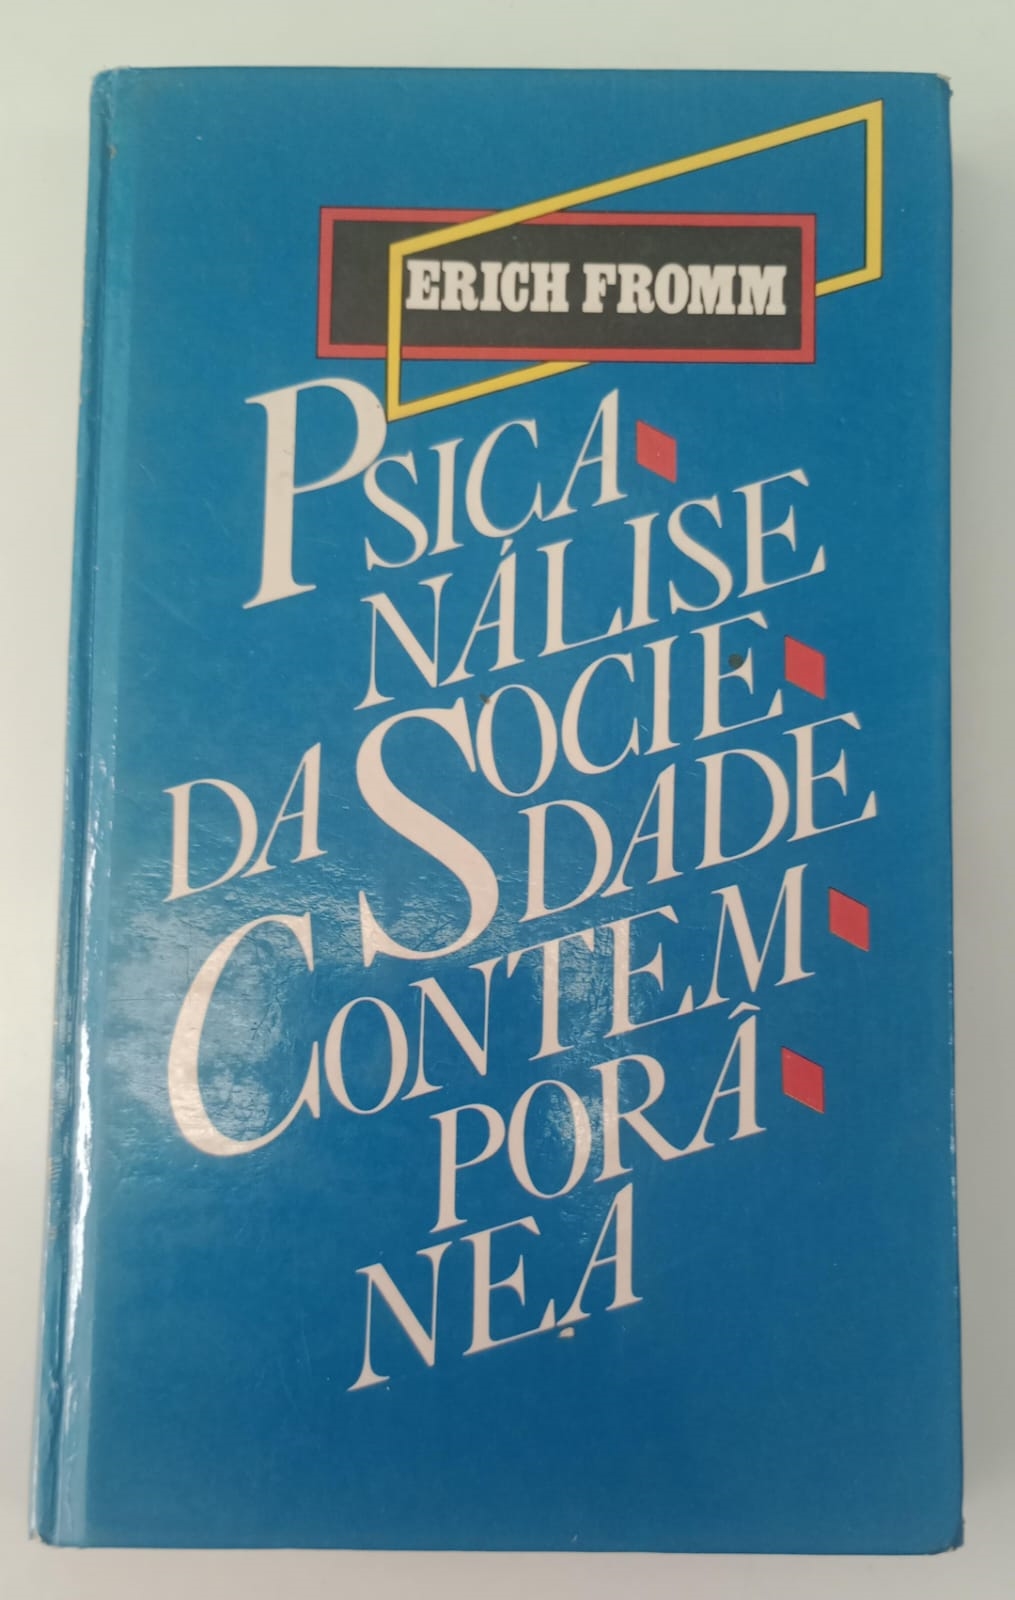 ERICH FROMM
PSICA
NÁLISE
DA SOCIE
DADE
CONTEM
PORÂ
NEA